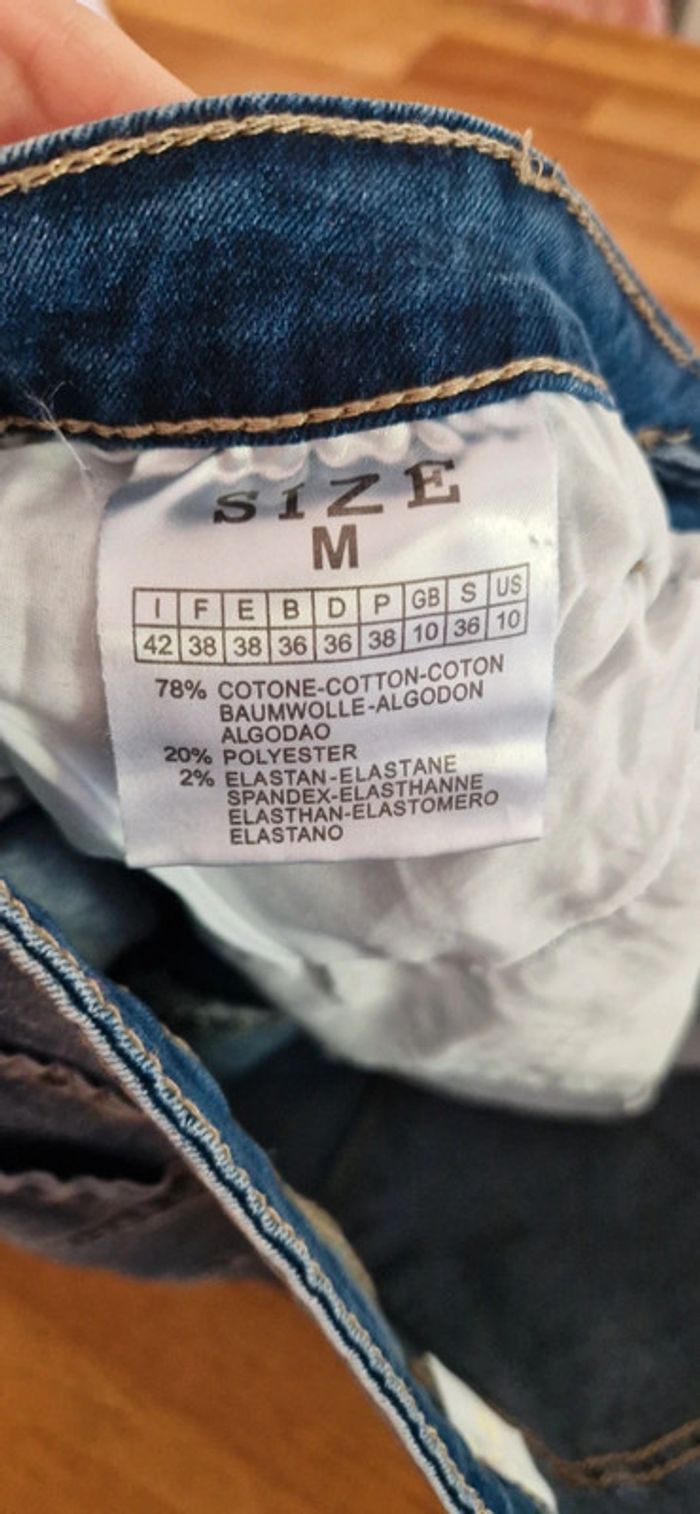 SIZE
M
I F E B D P GB S US
42 38 38 36 36 38 10 36 10
78% COTONE-COTTON-COTON
BAUMWOLLE-ALGODON
ALGODAO
20% POLYESTER
2% ELASTAN-ELASTANE
SPANDEX-ELASTHANNE
ELASTHAN-ELASTOMERO
ELASTANO